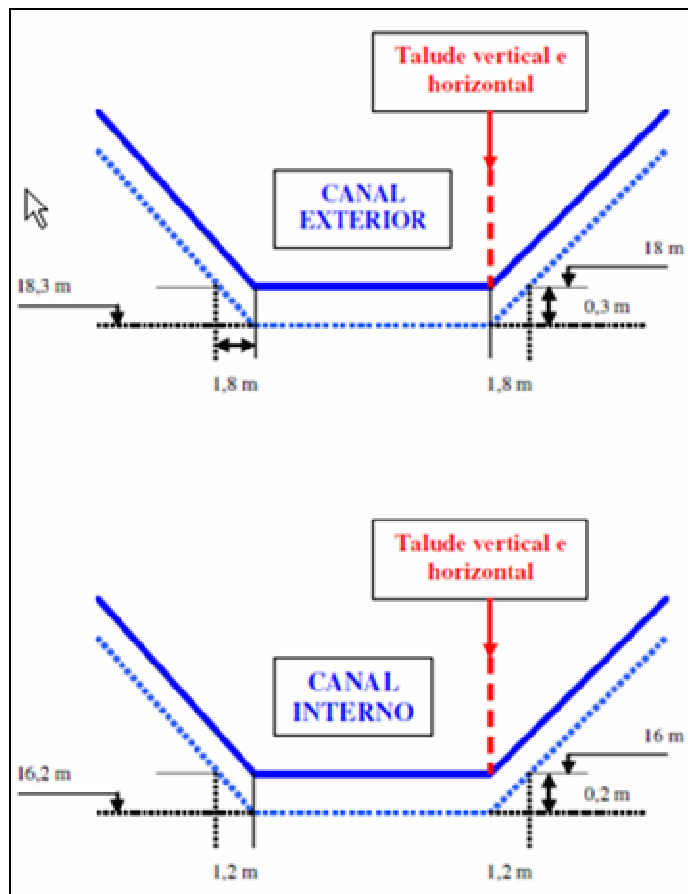 Talude vertical e
horizontal
CANAL
EXTERIOR
18 m
18,3 m
0,3 m
1,8 m
1,8 m
Talude vertical e
horizontal
CANAL
INTERNO
16 m
16,2 m
0,2 m
1,2 m
1,2 m